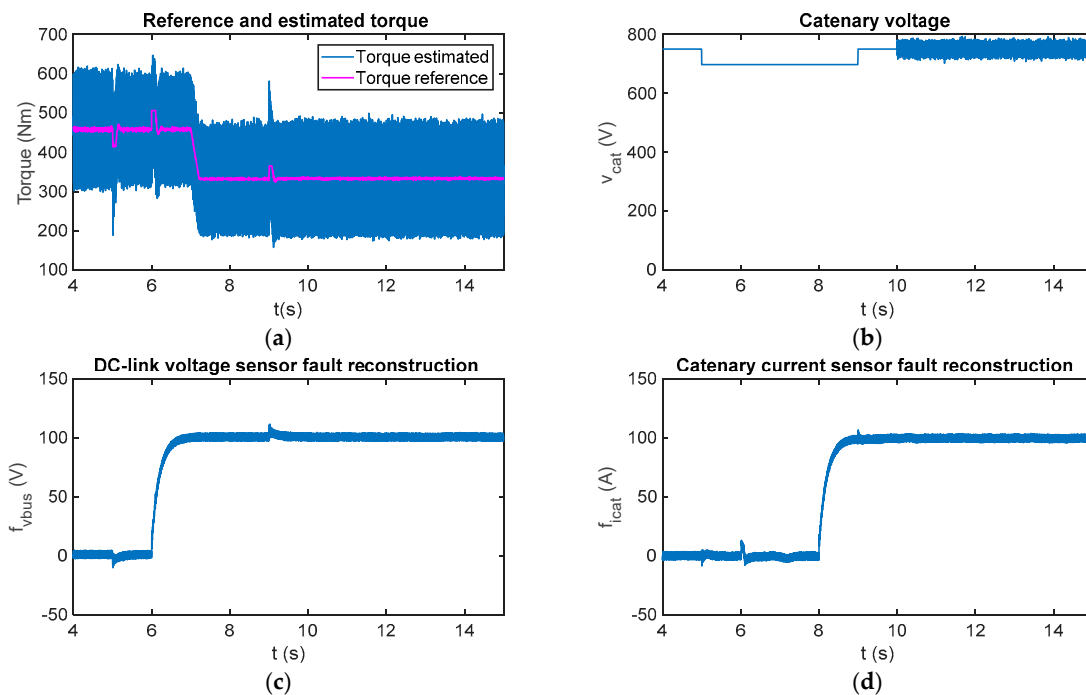 Reference and estimated torque
700
600
500
400
300
200
100
Torque (Nm)
Torque estimated
Torque reference
4 6 8 10 12 14
t(s)
(a)
Catenary voltage
800
600
400
200
0
v_cat (V)
4 6 8 10 12 14
t (s)
(b)
DC-link voltage sensor fault reconstruction
150
100
50
0
-50
f_vbus (V)
4 6 8 10 12 14
t (s)
(c)
Catenary current sensor fault reconstruction
150
100
50
0
-50
f_icat (A)
4 6 8 10 12 14
t (s)
(d)